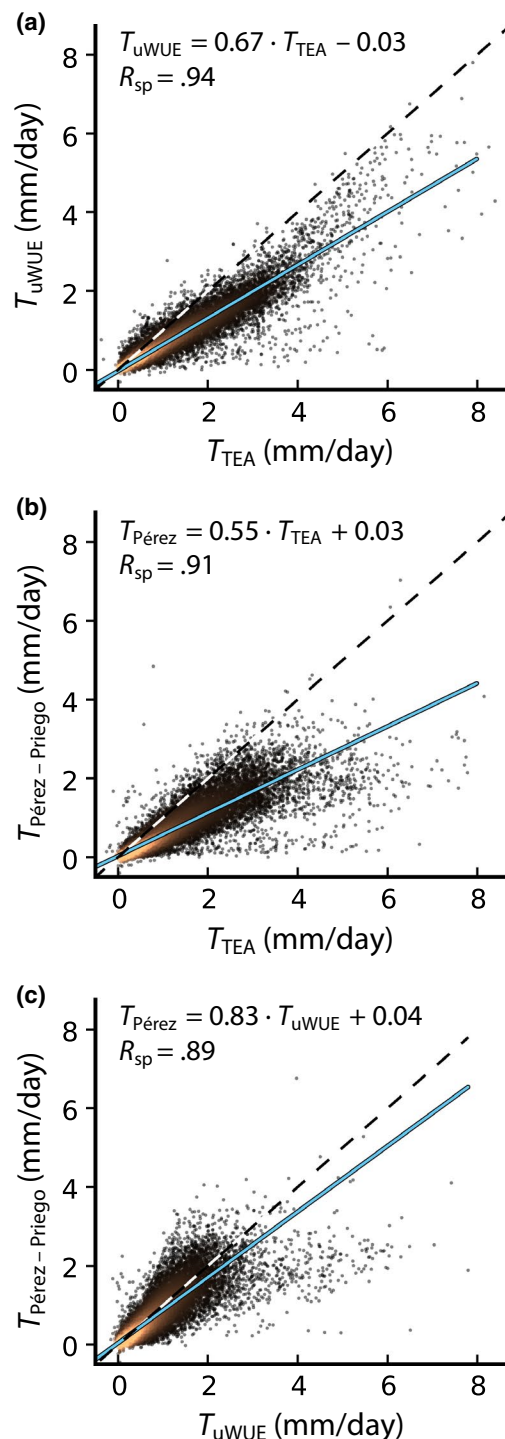 (a)
T_uWUE = 0.67 · T_TEA – 0.03
R_sp = .94
8
6
4
2
0
T_uWUE (mm/day)
0 2 4 6 8
T_TEA (mm/day)
(b)
T_Pérez = 0.55 · T_TEA + 0.03
R_sp = .91
8
6
4
2
0
T_Pérez – Priego (mm/day)
0 2 4 6 8
T_TEA (mm/day)
(c)
T_Pérez = 0.83 · T_uWUE + 0.04
R_sp = .89
8
6
4
2
0
T_Pérez – Priego (mm/day)
0 2 4 6 8
T_uWUE (mm/day)